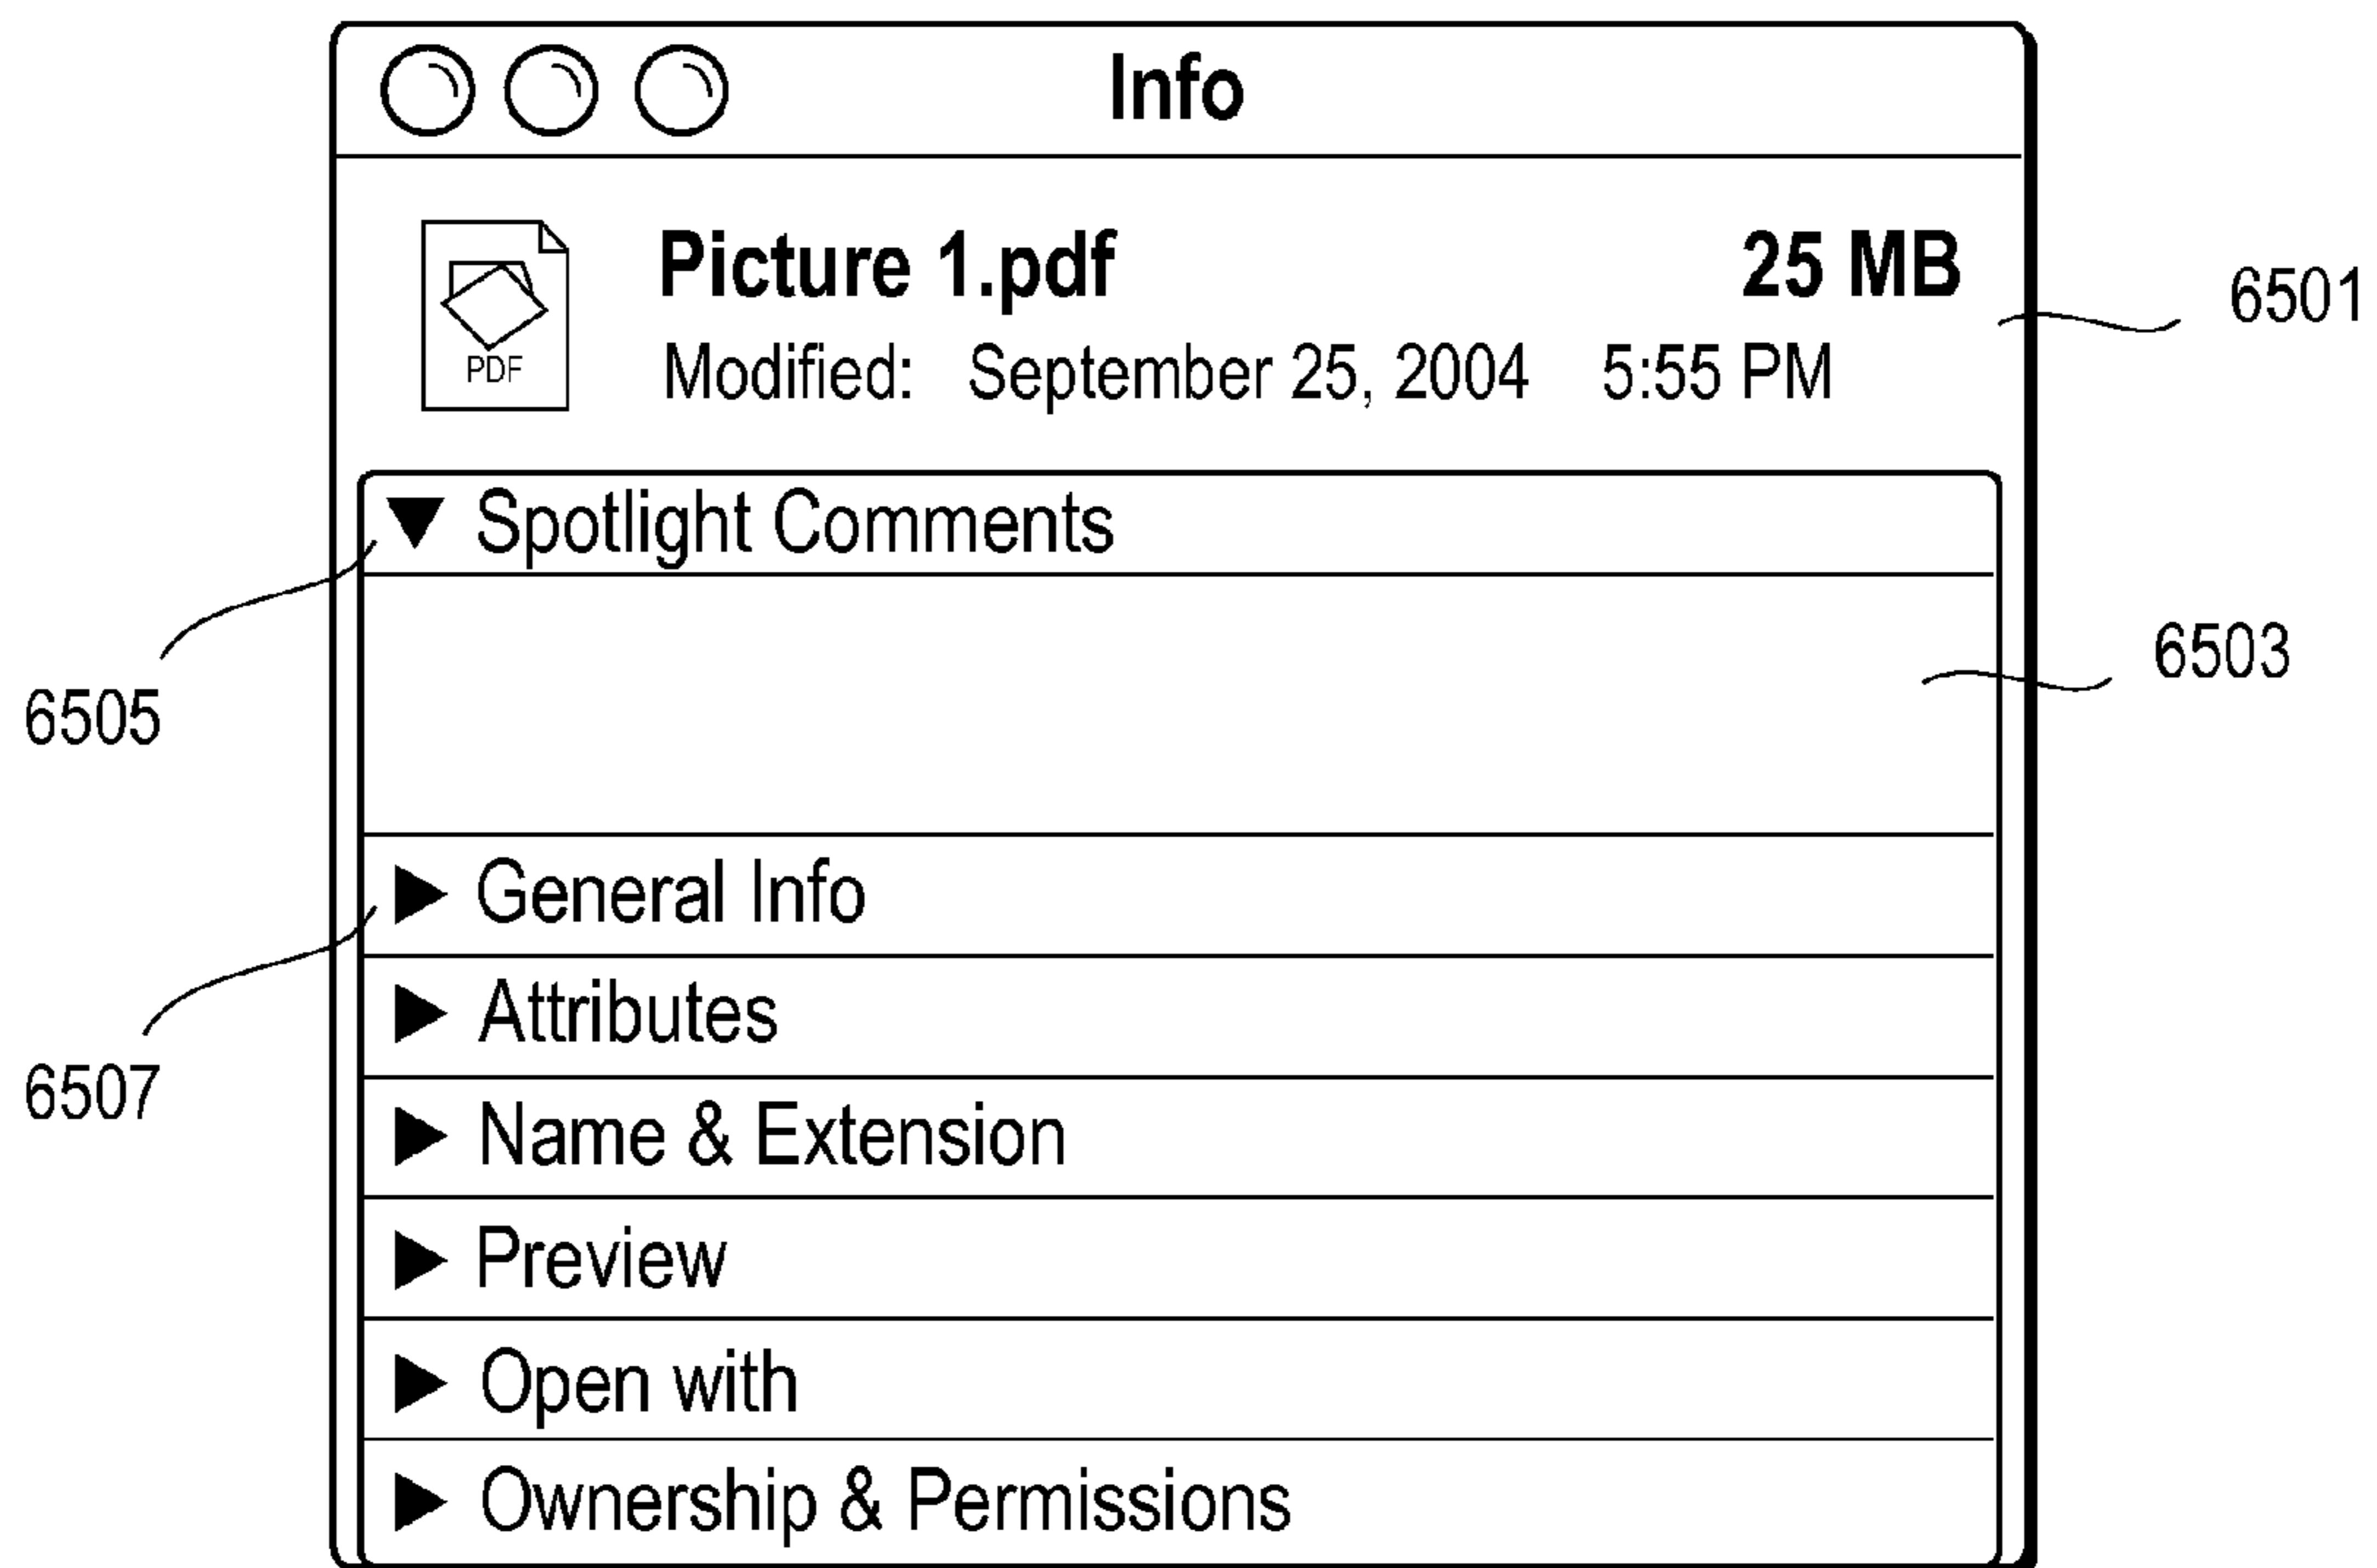 Info
Picture 1.pdf 25 MB
6501
PDF
Modified: September 25, 2004 5:55 PM
Spotlight Comments
6503
6505
General Info
Attributes
6507
Name & Extension
Preview
Open with
Ownership & Permissions